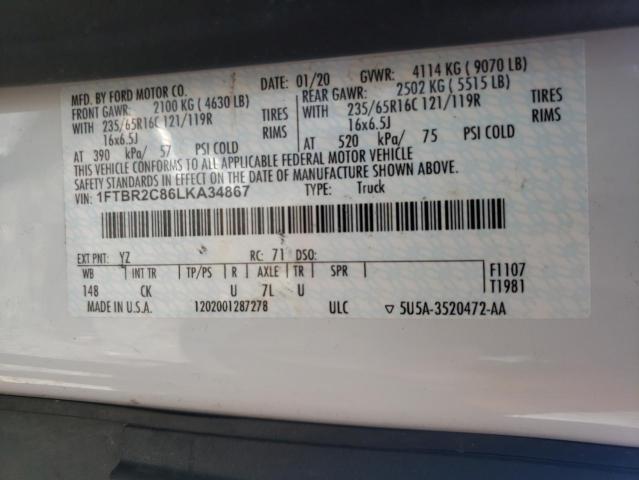 MFD. BY FORD MOTOR CO. DATE: 01/20 GVWR: 4114 KG ( 9070 LB)
FRONT GAWR: 2100 KG ( 4630 LB) REAR GAWR: 2502 KG ( 5515 LB)
WITH 235/65R16C 121/119R TIRES WITH 235/65R16C 121/119R TIRES
16x6.5J RIMS 16x6.5J RIMS
AT 390 kPa/ 57 PSI COLD AT 520 kPa/ 75 PSI COLD
THIS VEHICLE CONFORMS TO ALL APPLICABLE FEDERAL MOTOR VEHICLE
SAFETY AND THEFT PREVENTION STANDARDS IN EFFECT ON THE DATE OF MANUFACTURE SHOWN ABOVE.
VIN: 1FTBR2C86LKA34867 TYPE: Truck
EXT PNT: YZ RC: 71 DSO:
WB INT TR TP/PS R AXLE TR SPR F1107
148 CK U 7L U T1981
MADE IN U.S.A. 1202001287278 ULC ▽ 5U5A-3520472-AA